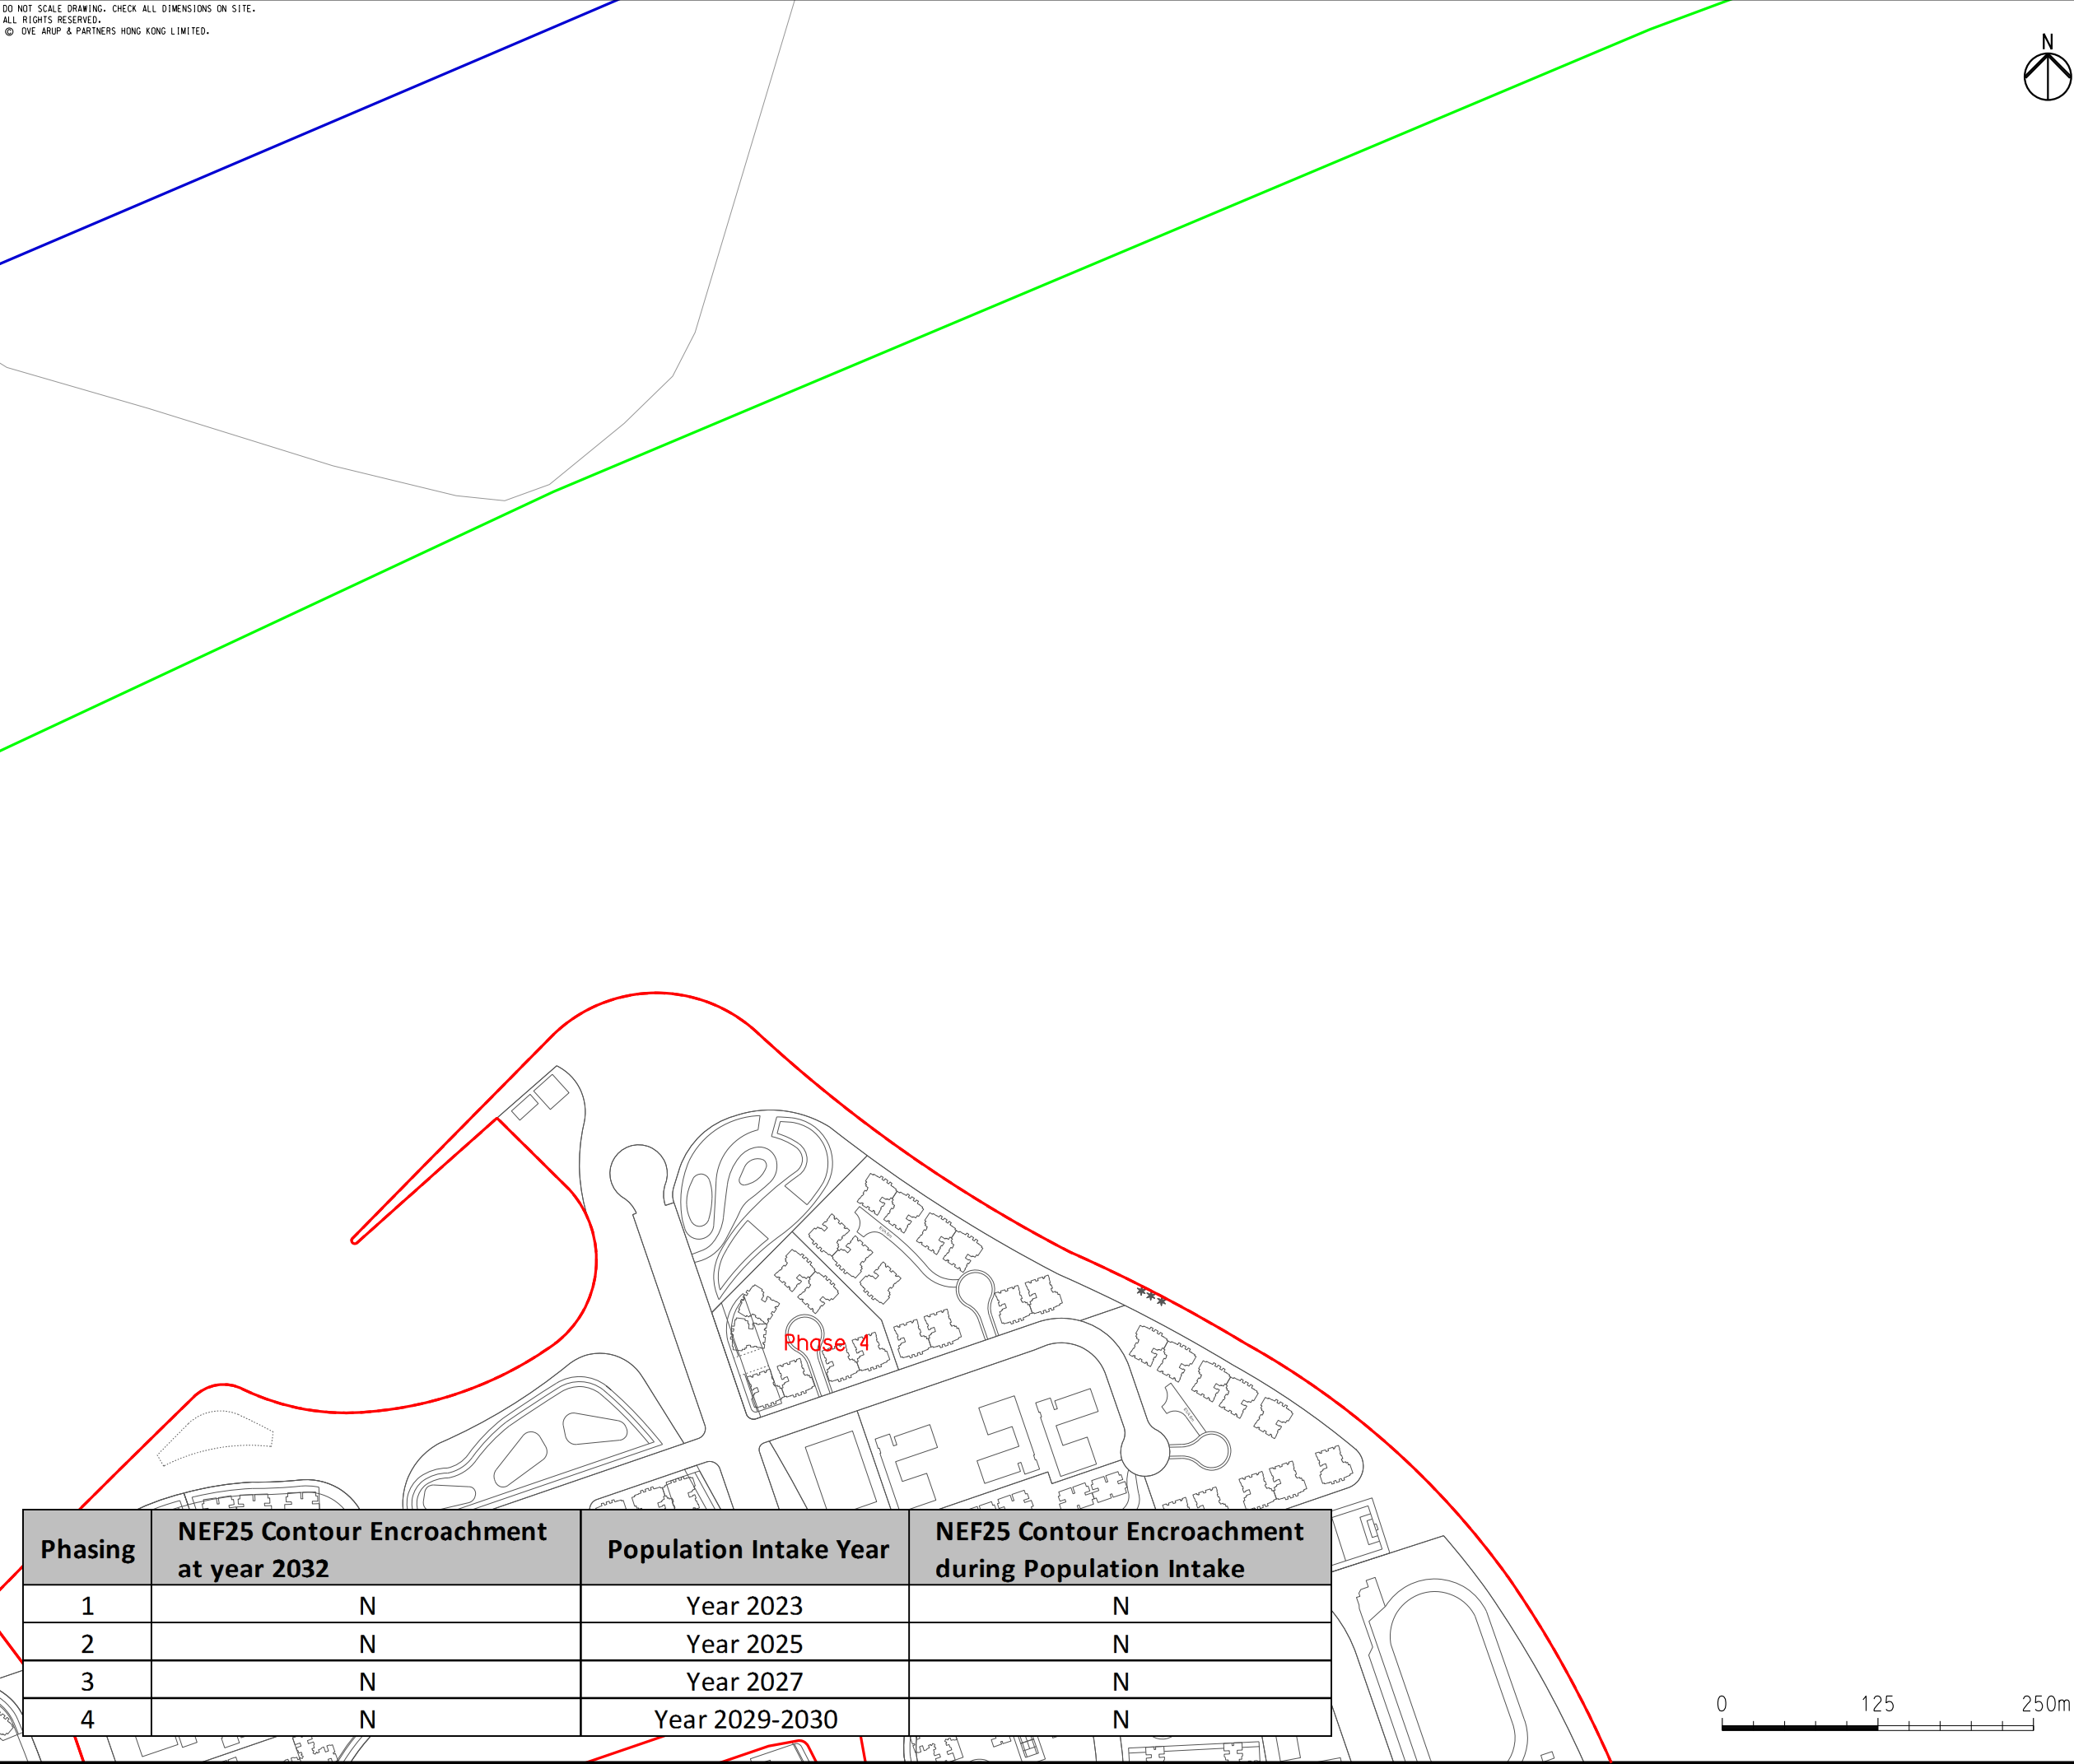 DO NOT SCALE DRAWING. CHECK ALL DIMENSIONS ON SITE.
ALL RIGHTS RESERVED.
© OVE ARUP & PARTNERS HONG KONG LIMITED.
N
Phase 4
Phasing
NEF25 Contour Encroachment
at year 2032
Population Intake Year
NEF25 Contour Encroachment
during Population Intake
1 N Year 2023 N
2 N Year 2025 N
3 N Year 2027 N
4 N Year 2029-2030 N
0 125 250m